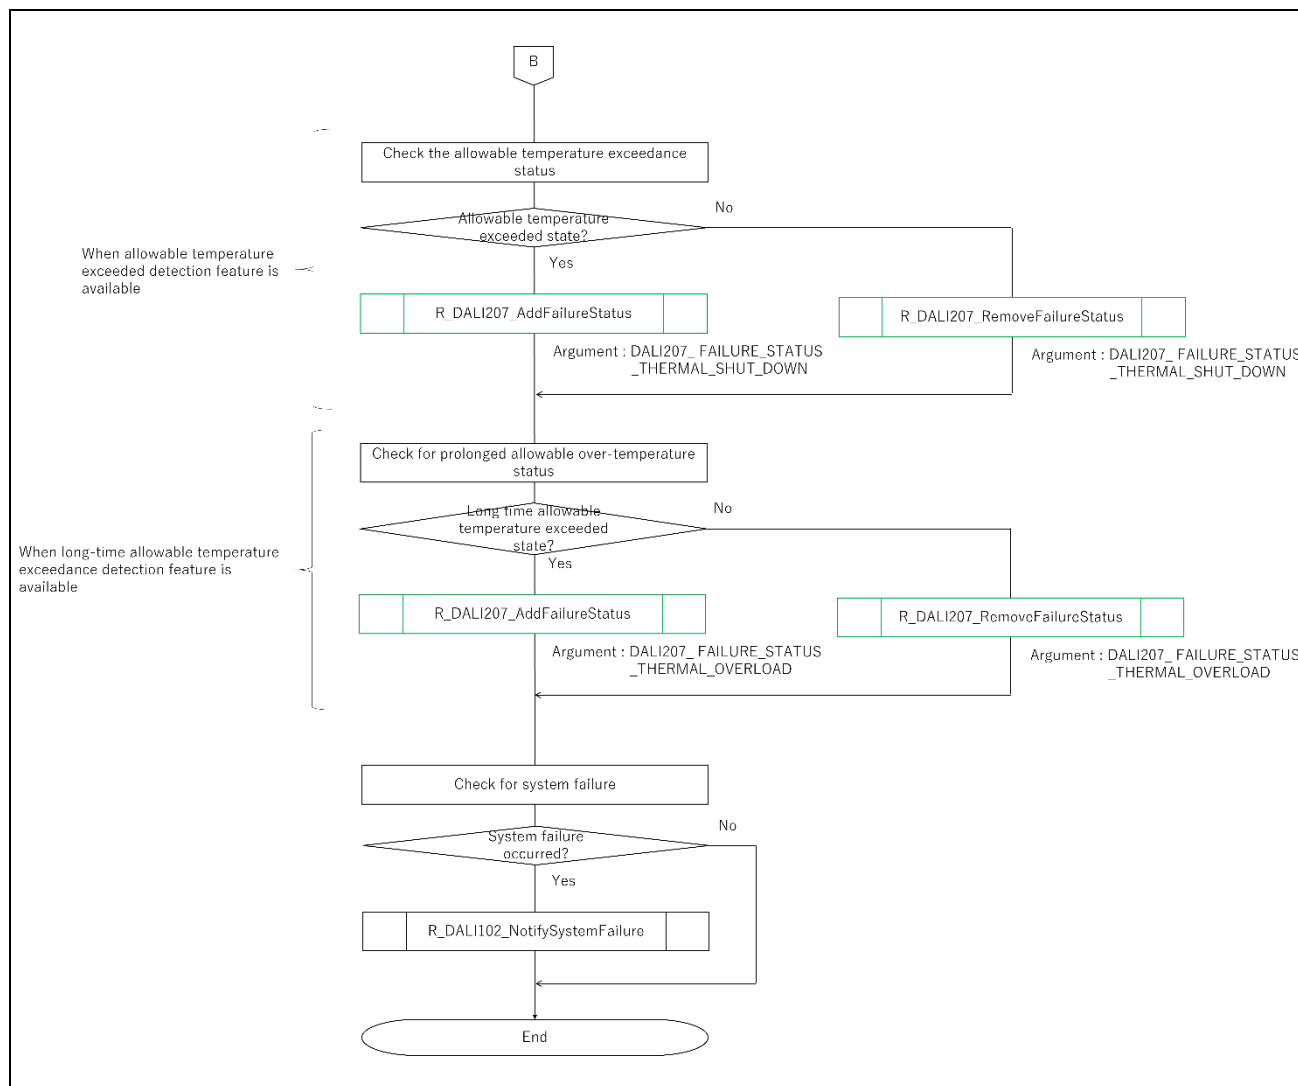 B
Check the allowable temperature exceedance
status
Allowable temperature
exceeded state?
No
Yes
When allowable temperature
exceeded detection feature is
available
R_DALI207_AddFailureStatus
R_DALI207_RemoveFailureStatus
Argument : DALI207_ FAILURE_STATUS
_THERMAL_SHUT_DOWN
Argument : DALI207_ FAILURE_STATUS
_THERMAL_SHUT_DOWN
Check for prolonged allowable over-temperature
status
Long time allowable
temperature exceeded
state?
No
Yes
When long-time allowable temperature
exceedance detection feature is
available
R_DALI207_AddFailureStatus
R_DALI207_RemoveFailureStatus
Argument : DALI207_ FAILURE_STATUS
_THERMAL_OVERLOAD
Argument : DALI207_ FAILURE_STATUS
_THERMAL_OVERLOAD
Check for system failure
System failure
occurred?
No
Yes
R_DALI102_NotifySystemFailure
End